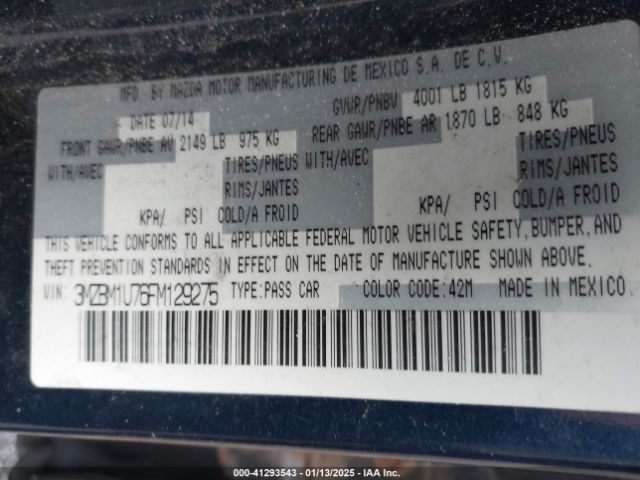 MFD. BY MAZDA MOTOR MANUFACTURING DE MEXICO S.A. DE C.V.
DATE 07/14 GVWR/PNBV 4001 LB 1815 KG
FRONT GAWR/PNBE AV 2149 LB 975 KG REAR GAWR/PNBE AR 1870 LB 848 KG
WITH/AVEC TIRES/PNEUS WITH/AVEC TIRES/PNEUS
RIMS/JANTES RIMS/JANTES
KPA/ PSI COLD/A FROID KPA/ PSI COLD/A FROID
THIS VEHICLE CONFORMS TO ALL APPLICABLE FEDERAL MOTOR VEHICLE SAFETY, BUMPER, AND
THEFT PREVENTION STANDARDS IN EFFECT ON THE DATE OF MANUFACTURE SHOWN ABOVE.
VIN: 3MZBM1U76FM129275 TYPE:PASS CAR COLOR CODE:42M MADE IN MEXICO.
000-41293543 - 01/13/2025 - IAA Inc.